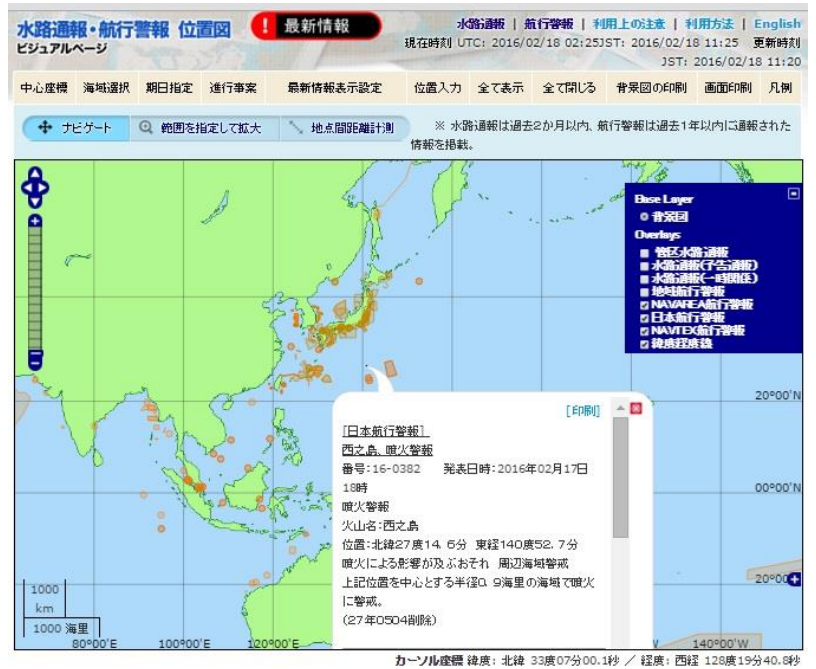 水路通報・航行警報 位置図
ビジュアルページ
! 最新情報
水路通報 | 航行警報 | 利用上の注意 | 利用方法 | English
現在時刻 UTC: 2016/02/18 02:25JST: 2016/02/18 11:25 更新時刻
JST: 2016/02/18 11:20
中心座標 海域選択 期日指定 進行事案 最新情報表示設定 位置入力 全て表示 全て閉じる 背景図の印刷 画面印刷 凡例
ナビゲート 範囲を指定して拡大 地点間距離計測
※ 水路通報は過去2か月以内、航行警報は過去1年以内に通報された
情報を掲載。
Base Layer
背景図
Overlays
管区水路通報
水路通報(予告通報)
水路通報(一時関係)
地域航行警報
NAVAREA航行警報
日本航行警報
NAVTEX航行警報
緯度経度線
20°00'N
00°00'N
20°00'
[印刷]
[日本航行警報]
西之島、噴火警報
番号:16-0382 発表日時:2016年02月17日
18時
噴火警報
火山名:西之島
位置:北緯27度14.6分 東経140度52.7分
噴火による影響が及ぶおそれ 周辺海域警戒
上記位置を中心とする半径0.9海里の海域で噴火
に警戒。
(27年0504削除)
1000
km
1000 海里
80°00'E 100°00'E 120°00'E V 140°00'W
カーソル座標 緯度: 北緯 33度07分00.1秒 / 経度: 西経 128度19分40.8秒